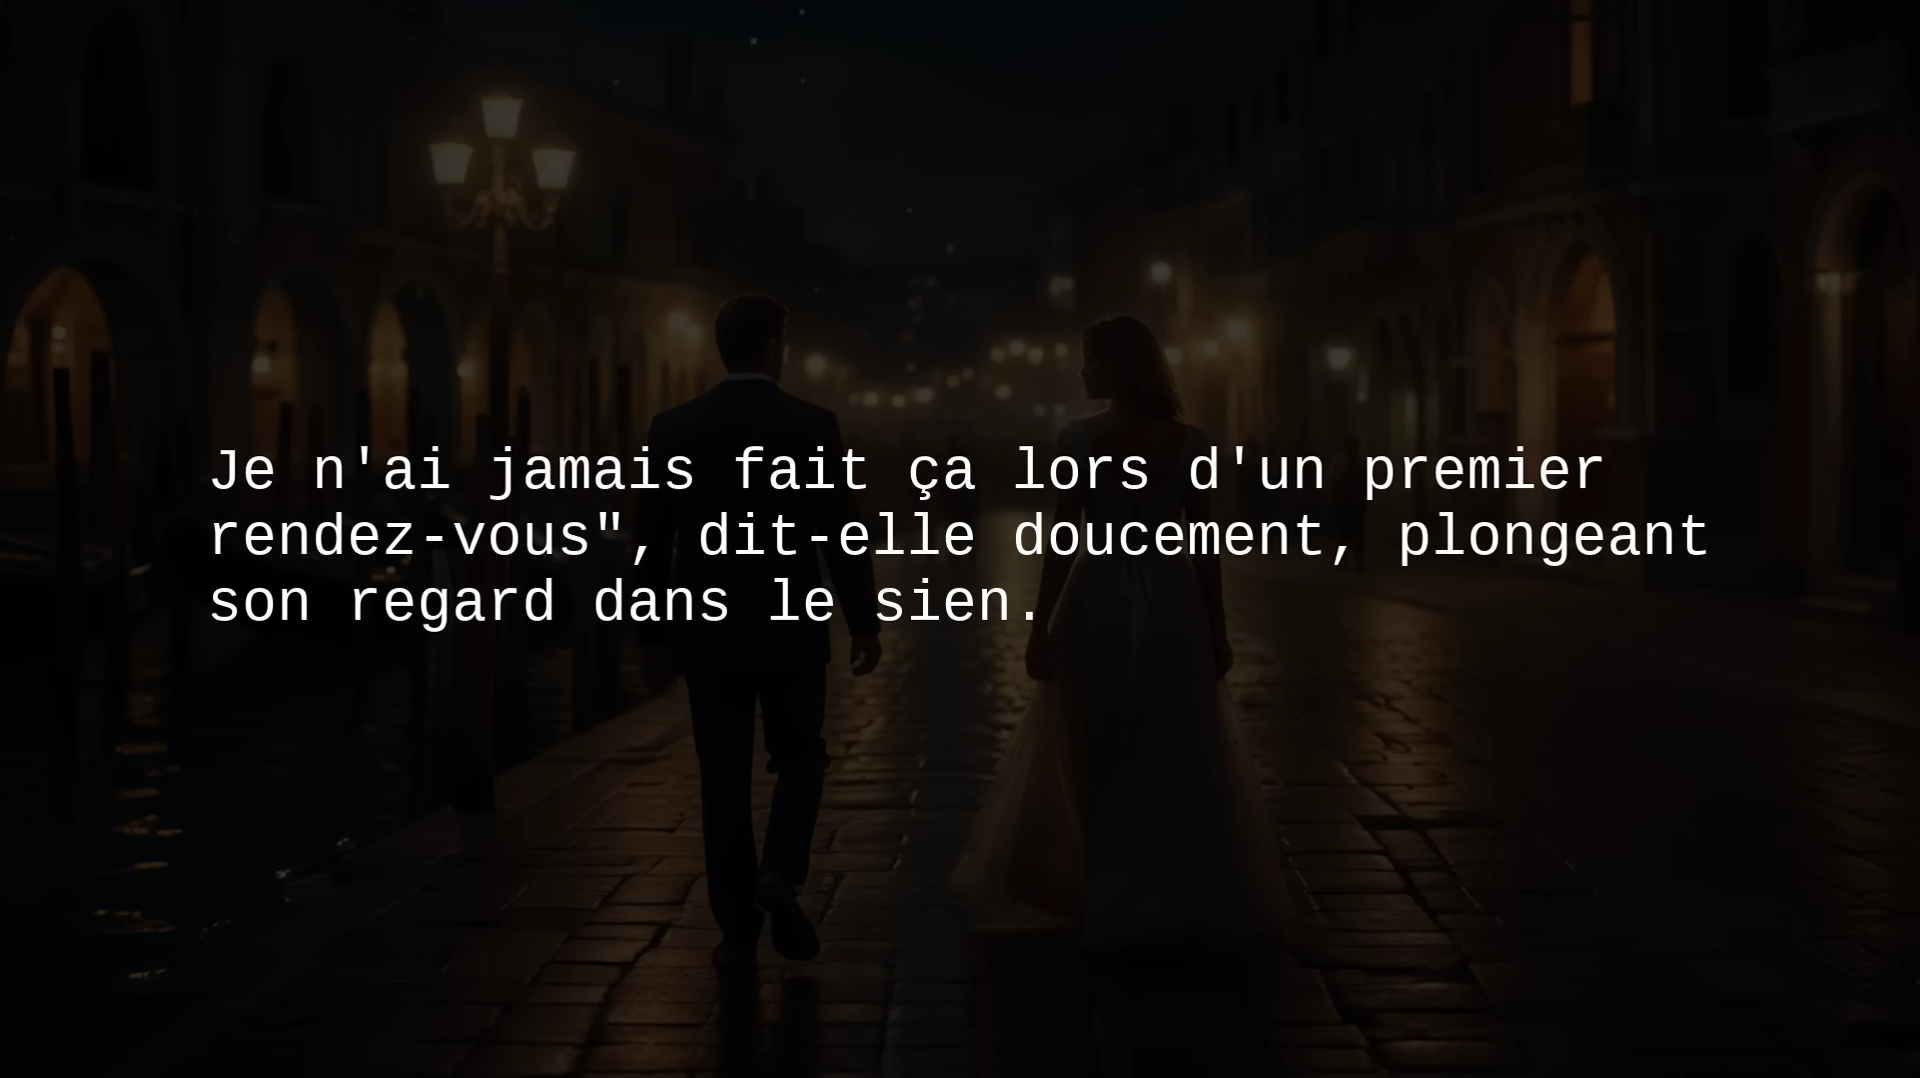 Je n'ai jamais fait ça lors d'un premier
rendez-vous", dit-elle doucement, plongeant
son regard dans le sien.